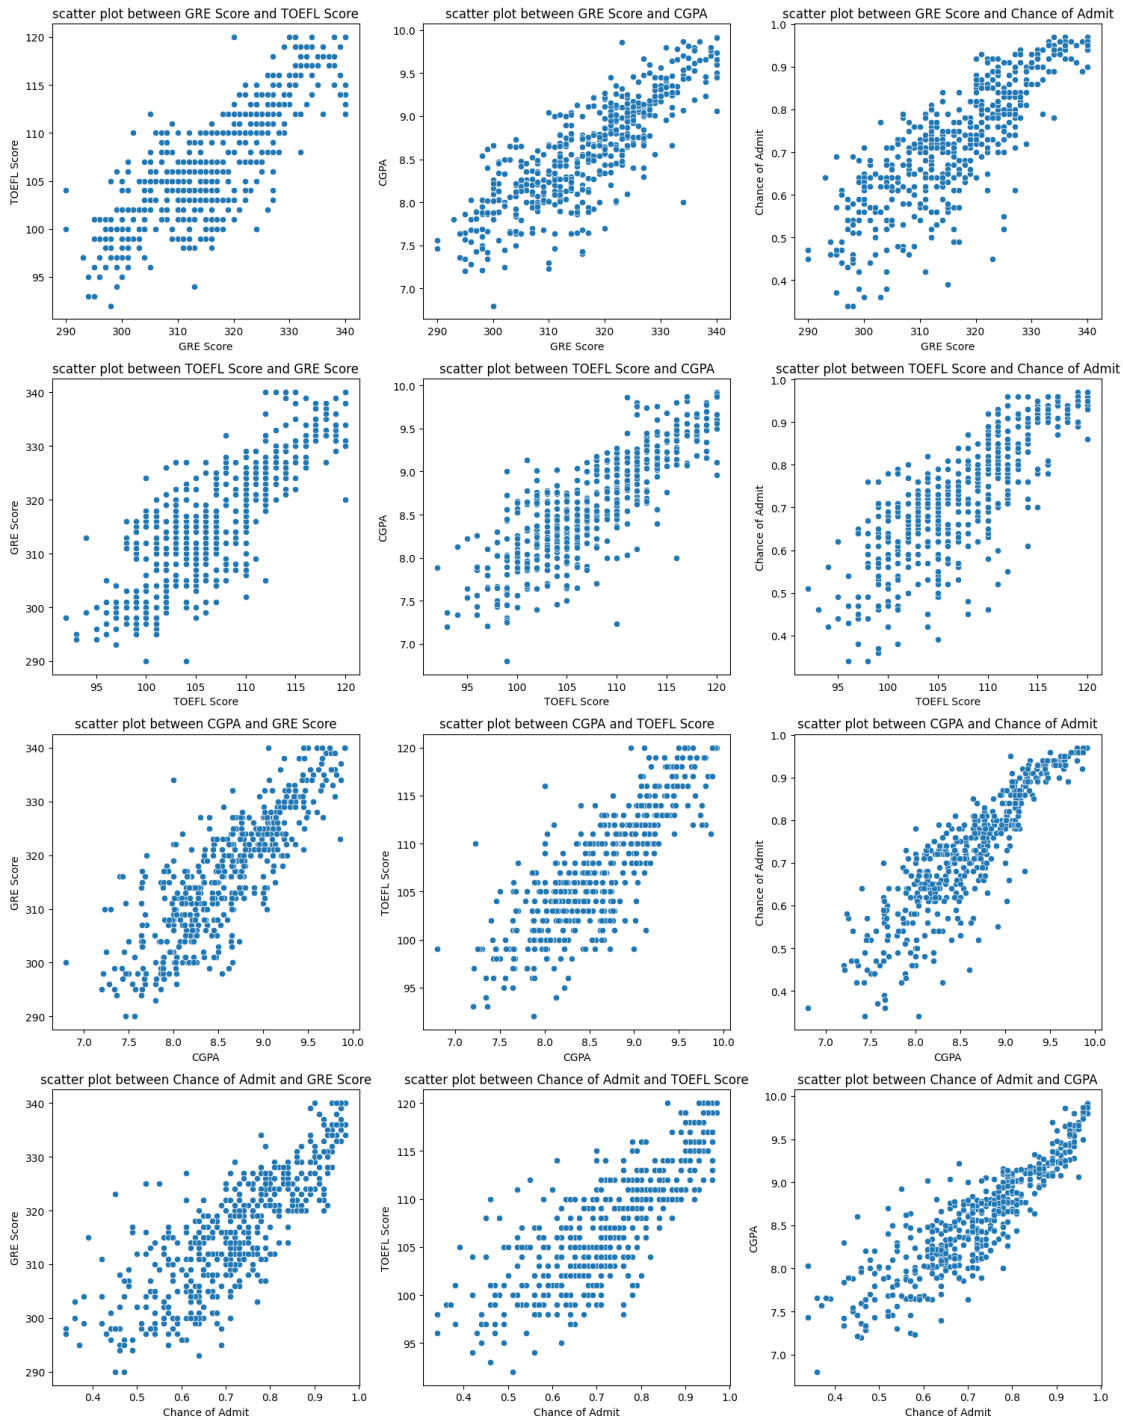 scatter plot between GRE Score and TOEFL Score
120
115
110
105
100
95
TOEFL Score
290 300 310 320 330 340
GRE Score
scatter plot between GRE Score and CGPA
10.0
9.5
9.0
8.5
8.0
7.5
7.0
CGPA
290 300 310 320 330 340
GRE Score
scatter plot between GRE Score and Chance of Admit
1.0
0.9
0.8
0.7
0.6
0.5
0.4
Chance of Admit
290 300 310 320 330 340
GRE Score
scatter plot between TOEFL Score and GRE Score
340
330
320
310
300
290
GRE Score
95 100 105 110 115 120
TOEFL Score
scatter plot between TOEFL Score and CGPA
10.0
9.5
9.0
8.5
8.0
7.5
7.0
CGPA
95 100 105 110 115 120
TOEFL Score
scatter plot between TOEFL Score and Chance of Admit
1.0
0.9
0.8
0.7
0.6
0.5
0.4
Chance of Admit
95 100 105 110 115 120
TOEFL Score
scatter plot between CGPA and GRE Score
340
330
320
310
300
290
GRE Score
7.0 7.5 8.0 8.5 9.0 9.5 10.0
CGPA
scatter plot between CGPA and TOEFL Score
120
115
110
105
100
95
TOEFL Score
7.0 7.5 8.0 8.5 9.0 9.5 10.0
CGPA
scatter plot between CGPA and Chance of Admit
1.0
0.9
0.8
0.7
0.6
0.5
0.4
Chance of Admit
7.0 7.5 8.0 8.5 9.0 9.5 10.0
CGPA
scatter plot between Chance of Admit and GRE Score
340
330
320
310
300
290
GRE Score
0.4 0.5 0.6 0.7 0.8 0.9 1.0
Chance of Admit
scatter plot between Chance of Admit and TOEFL Score
120
115
110
105
100
95
TOEFL Score
0.4 0.5 0.6 0.7 0.8 0.9 1.0
Chance of Admit
scatter plot between Chance of Admit and CGPA
10.0
9.5
9.0
8.5
8.0
7.5
7.0
CGPA
0.4 0.5 0.6 0.7 0.8 0.9 1.0
Chance of Admit